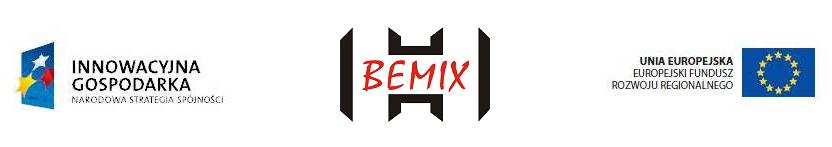 INNOWACYJNA
GOSPODARKA
NARODOWA STRATEGIA SPÓJNOŚCI
BEMIX
UNIA EUROPEJSKA
EUROPEJSKI FUNDUSZ
ROZWOJU REGIONALNEGO